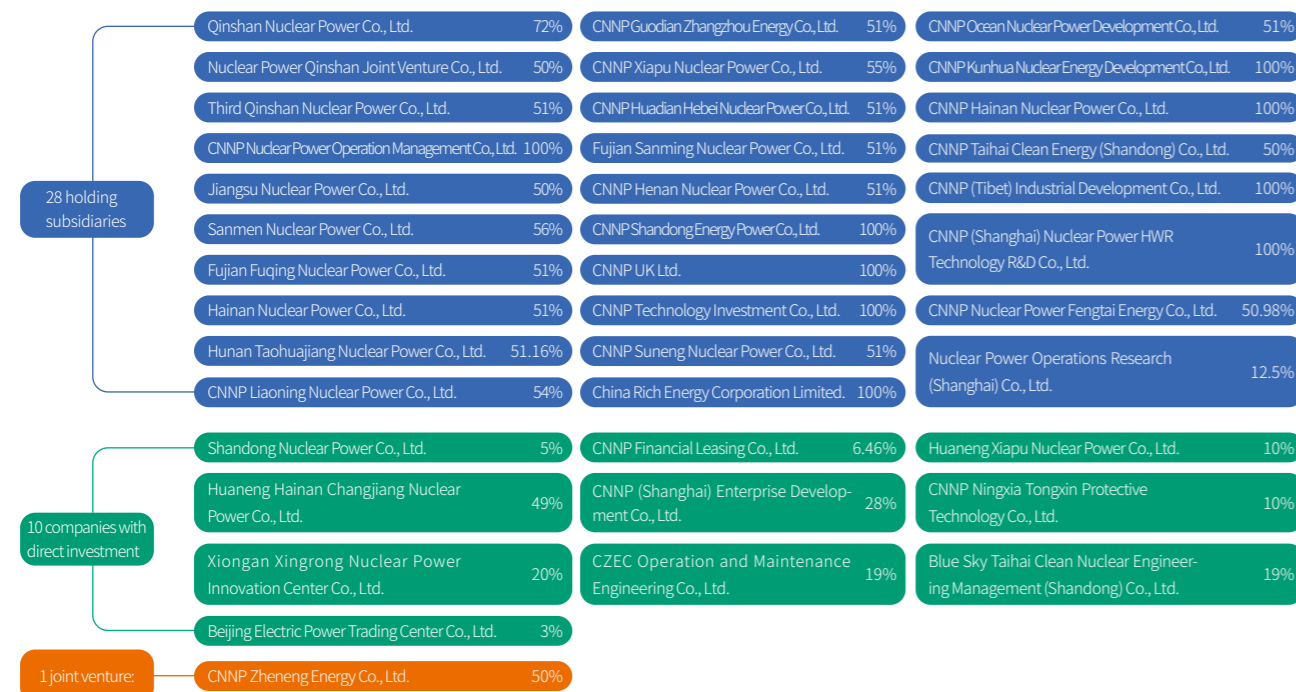 28 holding
subsidiaries
Qinshan Nuclear Power Co., Ltd. 72%
Nuclear Power Qinshan Joint Venture Co., Ltd. 50%
Third Qinshan Nuclear Power Co., Ltd. 51%
CNNP Nuclear Power Operation Management Co., Ltd. 100%
Jiangsu Nuclear Power Co., Ltd. 50%
Sanmen Nuclear Power Co., Ltd. 56%
Fujian Fuqing Nuclear Power Co., Ltd. 51%
Hainan Nuclear Power Co., Ltd. 51%
Hunan Taohuajiang Nuclear Power Co., Ltd. 51.16%
CNNP Liaoning Nuclear Power Co., Ltd. 54%
CNNP Guodian Zhangzhou Energy Co., Ltd. 51%
CNNP Xiapu Nuclear Power Co., Ltd. 55%
CNNP Huadian Hebei Nuclear Power Co., Ltd. 51%
Fujian Sanming Nuclear Power Co., Ltd. 51%
CNNP Henan Nuclear Power Co., Ltd. 51%
CNNP Shandong Energy Power Co., Ltd. 100%
CNNP UK Ltd. 100%
CNNP Technology Investment Co., Ltd. 100%
CNNP Suneng Nuclear Power Co., Ltd. 51%
China Rich Energy Corporation Limited. 100%
CNNP Ocean Nuclear Power Development Co., Ltd. 51%
CNNP Kunhua Nuclear Energy Development Co., Ltd. 100%
CNNP Hainan Nuclear Power Co., Ltd. 100%
CNNP Taihai Clean Energy (Shandong) Co., Ltd. 50%
CNNP (Tibet) Industrial Development Co., Ltd. 100%
CNNP (Shanghai) Nuclear Power HWR
Technology R&D Co., Ltd. 100%
CNNP Nuclear Power Fengtai Energy Co., Ltd. 50.98%
Nuclear Power Operations Research
(Shanghai) Co., Ltd. 12.5%
10 companies with
direct investment
Shandong Nuclear Power Co., Ltd. 5%
Huaneng Hainan Changjiang Nuclear
Power Co., Ltd. 49%
Xiongan Xingrong Nuclear Power
Innovation Center Co., Ltd. 20%
Beijing Electric Power Trading Center Co., Ltd. 3%
CNNP Financial Leasing Co., Ltd. 6.46%
CNNP (Shanghai) Enterprise Develop-
ment Co., Ltd. 28%
CZEC Operation and Maintenance
Engineering Co., Ltd. 19%
Huaneng Xiapu Nuclear Power Co., Ltd. 10%
CNNP Ningxia Tongxin Protective
Technology Co., Ltd. 10%
Blue Sky Taihai Clean Nuclear Engineer-
ing Management (Shandong) Co., Ltd. 19%
1 joint venture:
CNNP Zheneng Energy Co., Ltd. 50%